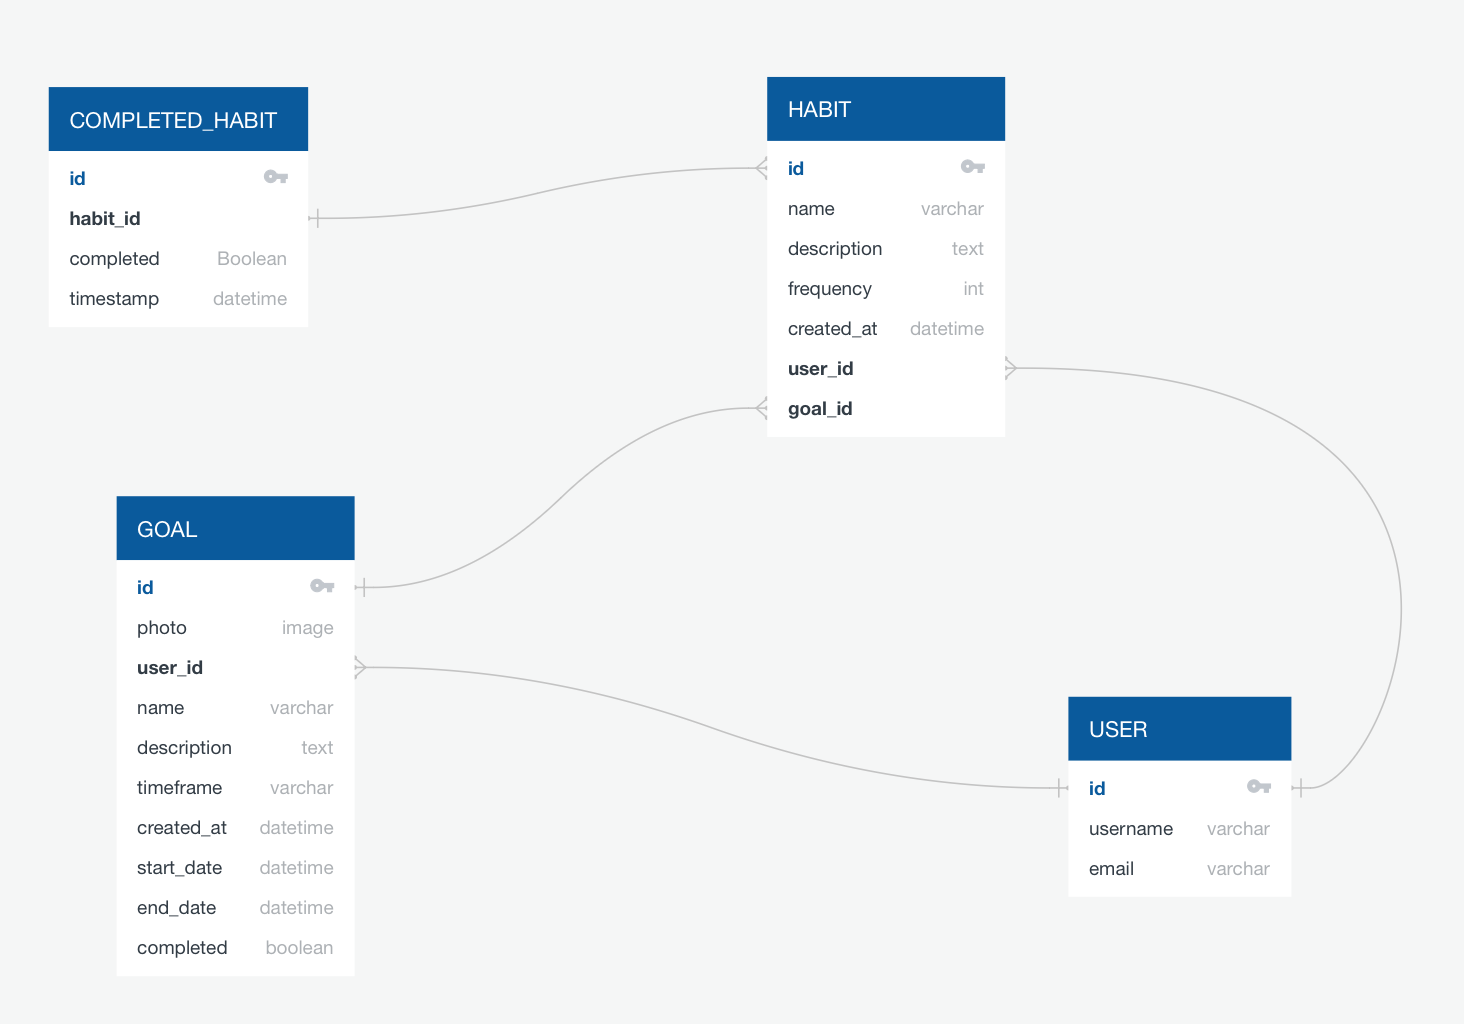 COMPLETED_HABIT
id
habit_id
completed Boolean
timestamp datetime
HABIT
id
name varchar
description text
frequency int
created_at datetime
user_id
goal_id
GOAL
id
photo image
user_id
name varchar
description text
timeframe varchar
created_at datetime
start_date datetime
end_date datetime
completed boolean
USER
id
username varchar
email varchar